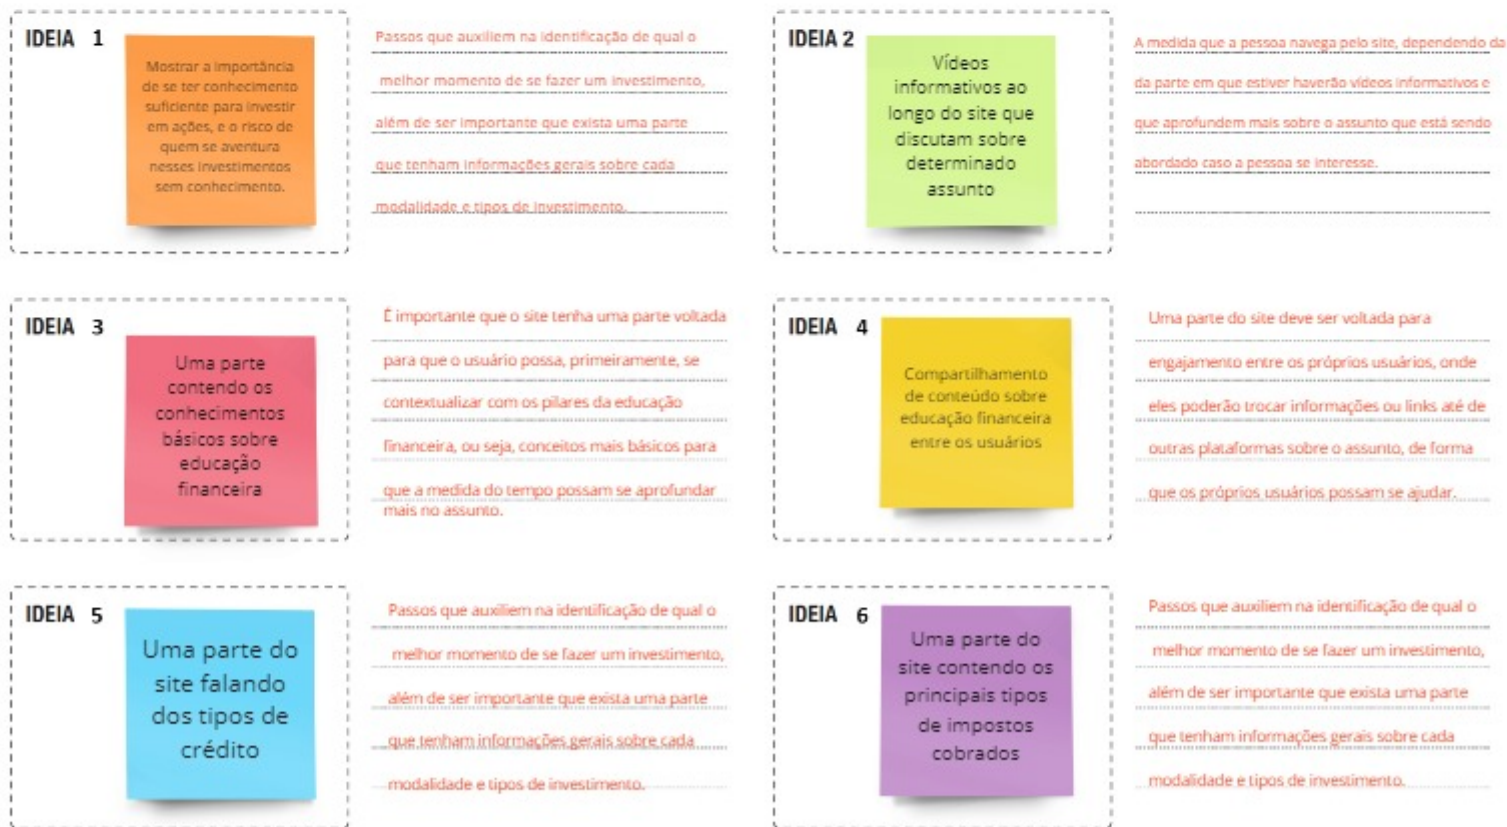 IDEIA 1
Mostrar a importância
de se ter conhecimento
suficiente para investir
em ações, e o risco de
quem se aventura
nesses investimentos
sem conhecimento.
Passos que auxiliem na identificação de qual o
melhor momento de se fazer um investimento,
além de ser importante que exista uma parte
que tenham informações gerais sobre cada
modalidade e tipos de investimento.
IDEIA 2
Vídeos
informativos ao
longo do site que
discutam sobre
determinado
assunto
A medida que a pessoa navega pelo site, dependendo da
da parte em que estiver haverão vídeos informativos e
que aprofundem mais sobre o assunto que está sendo
abordado caso a pessoa se interesse.
IDEIA 3
Uma parte
contendo os
conhecimentos
básicos sobre
educação
financeira
É importante que o site tenha uma parte voltada
para que o usuário possa, primeiramente, se
contextualizar com os pilares da educação
financeira, ou seja, conceitos mais básicos para
que a medida do tempo possam se aprofundar
mais no assunto.
IDEIA 4
Compartilhamento
de conteúdo sobre
educação financeira
entre os usuários
Uma parte do site deve ser voltada para
engajamento entre os próprios usuários, onde
eles poderão trocar informações ou links até de
outras plataformas sobre o assunto, de forma
que os próprios usuários possam se ajudar.
IDEIA 5
Uma parte do
site falando
dos tipos de
crédito
Passos que auxiliem na identificação de qual o
melhor momento de se fazer um investimento,
além de ser importante que exista uma parte
que tenham informações gerais sobre cada
modalidade e tipos de investimento.
IDEIA 6
Uma parte do
site contendo os
principais tipos
de impostos
cobrados
Passos que auxiliem na identificação de qual o
melhor momento de se fazer um investimento,
além de ser importante que exista uma parte
que tenham informações gerais sobre cada
modalidade e tipos de investimento.